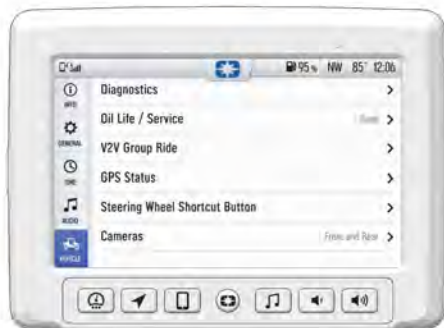 95% NW 85° 12:06
Diagnostics
INFO
Oil Life / Service
GENERAL
V2V Group Ride
GPS Status
Steering Wheel Shortcut Button
AUDIO
Cameras Front and Rear
VEHICLE